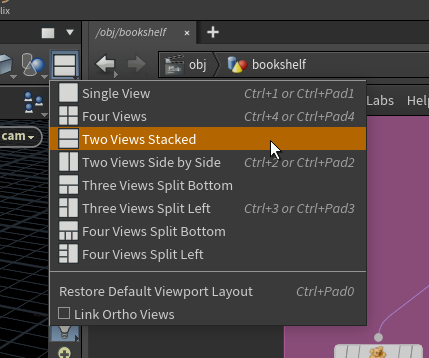 lix
/obj/bookshelf × +
obj bookshelf
Single View Ctrl+1 or Ctrl+Pad1
Labs Help
Four Views Ctrl+4 or Ctrl+Pad4
Two Views Stacked
cam
Two Views Side by Side Ctrl+2 or Ctrl+Pad2
Three Views Split Bottom
Three Views Split Left Ctrl+3 or Ctrl+Pad3
Four Views Split Bottom
Four Views Split Left
Restore Default Viewport Layout Ctrl+Pad0
Link Ortho Views